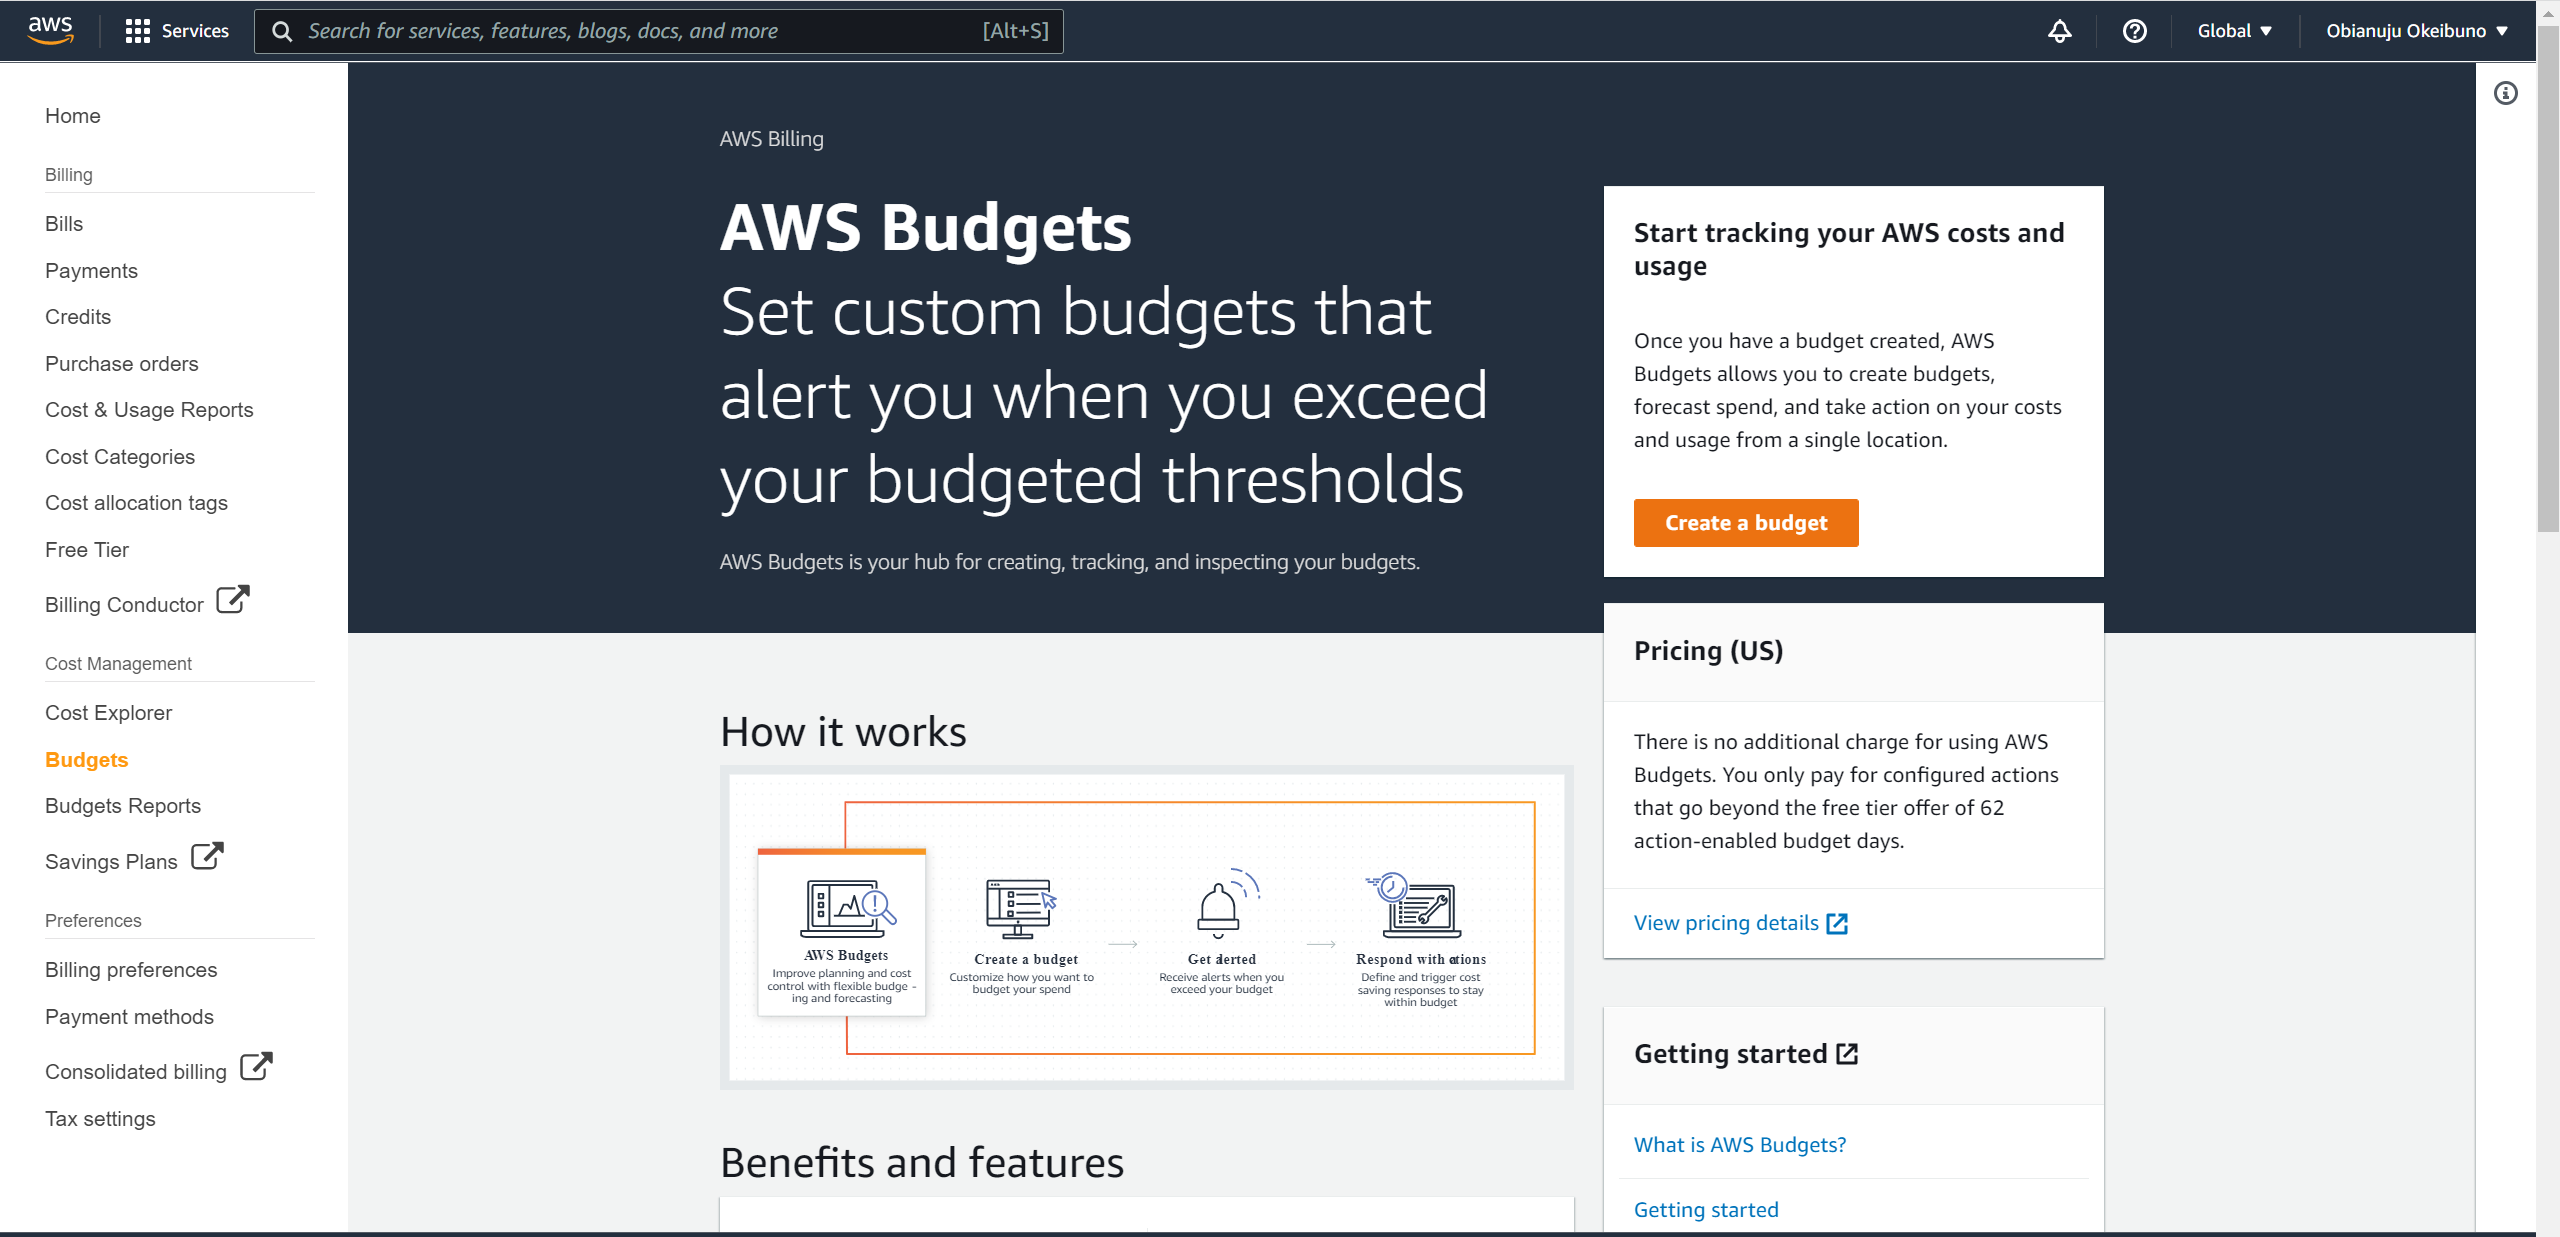 aws
Services
Search for services, features, blogs, docs, and more
[Alt+S]
Global
Obianuju Okeibuno
Home
Billing
Bills
Payments
Credits
Purchase orders
Cost & Usage Reports
Cost Categories
Cost allocation tags
Free Tier
Billing Conductor
Cost Management
Cost Explorer
Budgets
Budgets Reports
Savings Plans
Preferences
Billing preferences
Payment methods
Consolidated billing
Tax settings
AWS Billing
AWS Budgets
Set custom budgets that
alert you when you exceed
your budgeted thresholds
AWS Budgets is your hub for creating, tracking, and inspecting your budgets.
How it works
AWS Budgets
Improve planning and cost
control with flexible budge -
ing and forecasting
Create a budget
Customize how you want to
budget your spend
Get alerted
Receive alerts when you
exceed your budget
Respond with ations
Define and trigger cost
saving responses to stay
within budget
Benefits and features
Start tracking your AWS costs and
usage
Once you have a budget created, AWS
Budgets allows you to create budgets,
forecast spend, and take action on your costs
and usage from a single location.
Create a budget
Pricing (US)
There is no additional charge for using AWS
Budgets. You only pay for configured actions
that go beyond the free tier offer of 62
action-enabled budget days.
View pricing details
Getting started
What is AWS Budgets?
Getting started